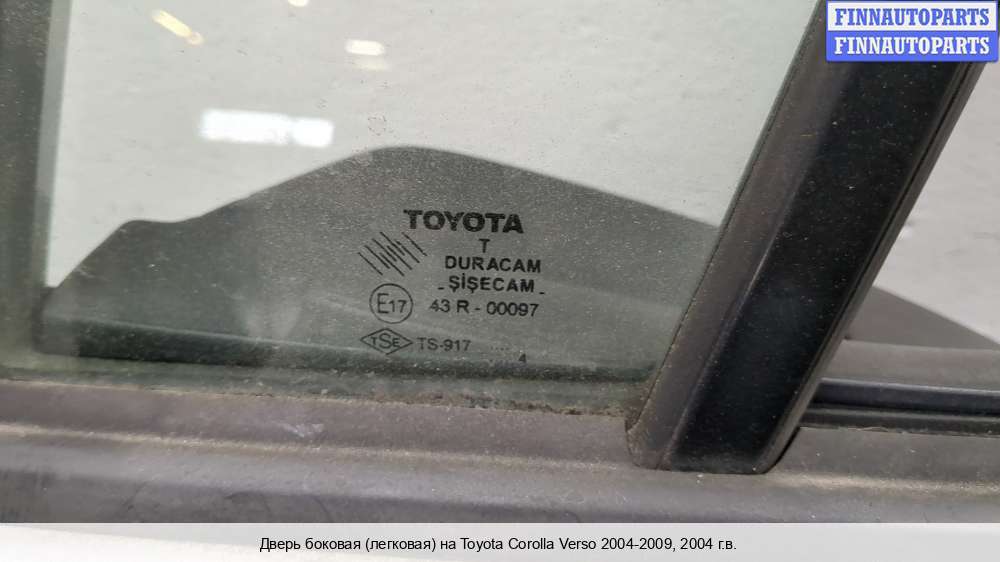 FINNAUTOPARTS
FINNAUTOPARTS
TOYOTA
T
DURACAM
ŞİŞECAM
E17 43 R - 00097
TSE TS-917 ....
4
Дверь боковая (легковая) на Toyota Corolla Verso 2004-2009, 2004 г.в.